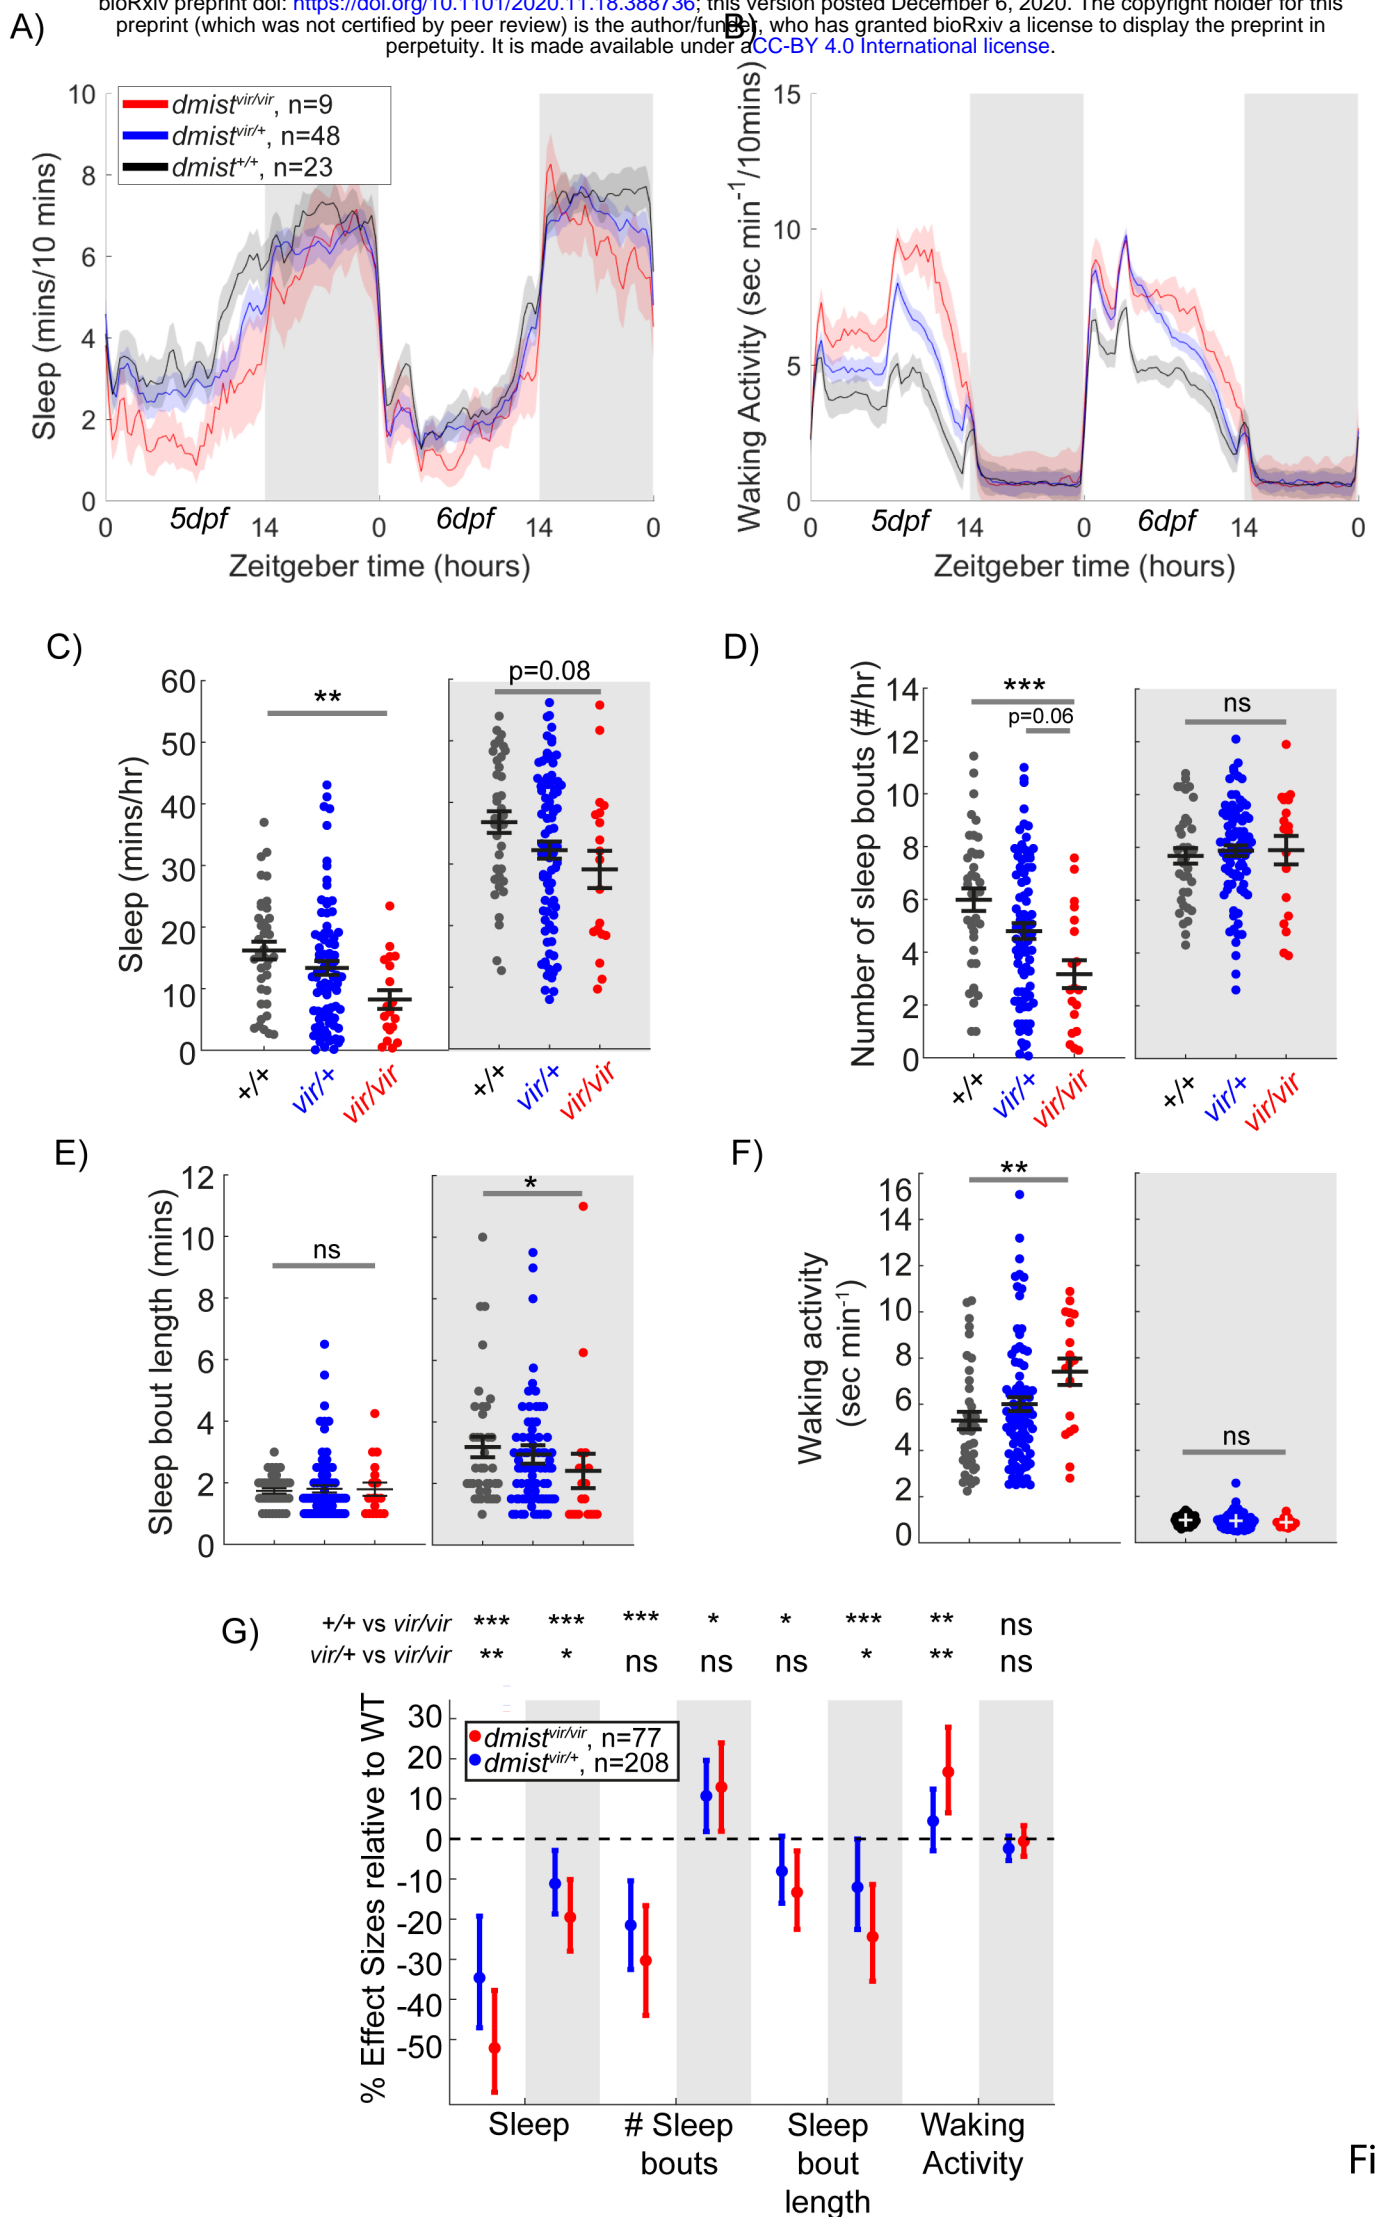 bioRxiv preprint doi: https://doi.org/10.1101/2020.11.18.388736; this version posted December 6, 2020. The copyright holder for this
preprint (which was not certified by peer review) is the author/funder, who has granted bioRxiv a license to display the preprint in
perpetuity. It is made available under aCC-BY 4.0 International license.
A)
Sleep (mins/10 mins)
10
8
6
4
2
0
dmist^vir/vir, n=9
dmist^vir/+, n=48
dmist^+/+, n=23
0 5dpf 14 0 6dpf 14 0
Zeitgeber time (hours)
B)
Waking Activity (sec min^-1/10mins)
15
10
5
0
0 5dpf 14 0 6dpf 14 0
Zeitgeber time (hours)
C)
Sleep (mins/hr)
60
50
40
30
20
10
0
**
p=0.08
+/+ vir/+ vir/vir +/+ vir/+ vir/vir
D)
Number of sleep bouts (#/hr)
14
12
10
8
6
4
2
0
***
p=0.06
ns
+/+ vir/+ vir/vir +/+ vir/+ vir/vir
E)
Sleep bout length (mins)
12
10
8
6
4
2
0
ns
*
F)
Waking activity
(sec min^-1)
16
14
12
10
8
6
4
2
0
**
ns
G)
+/+ vs vir/vir *** *** *** * * *** ** ns
vir/+ vs vir/vir ** * ns ns ns * ** ns
% Effect Sizes relative to WT
30
20
10
0
-10
-20
-30
-40
-50
dmist^vir/vir, n=77
dmist^vir/+, n=208
Sleep # Sleep Sleep Waking
bouts bout Activity
length
Fi